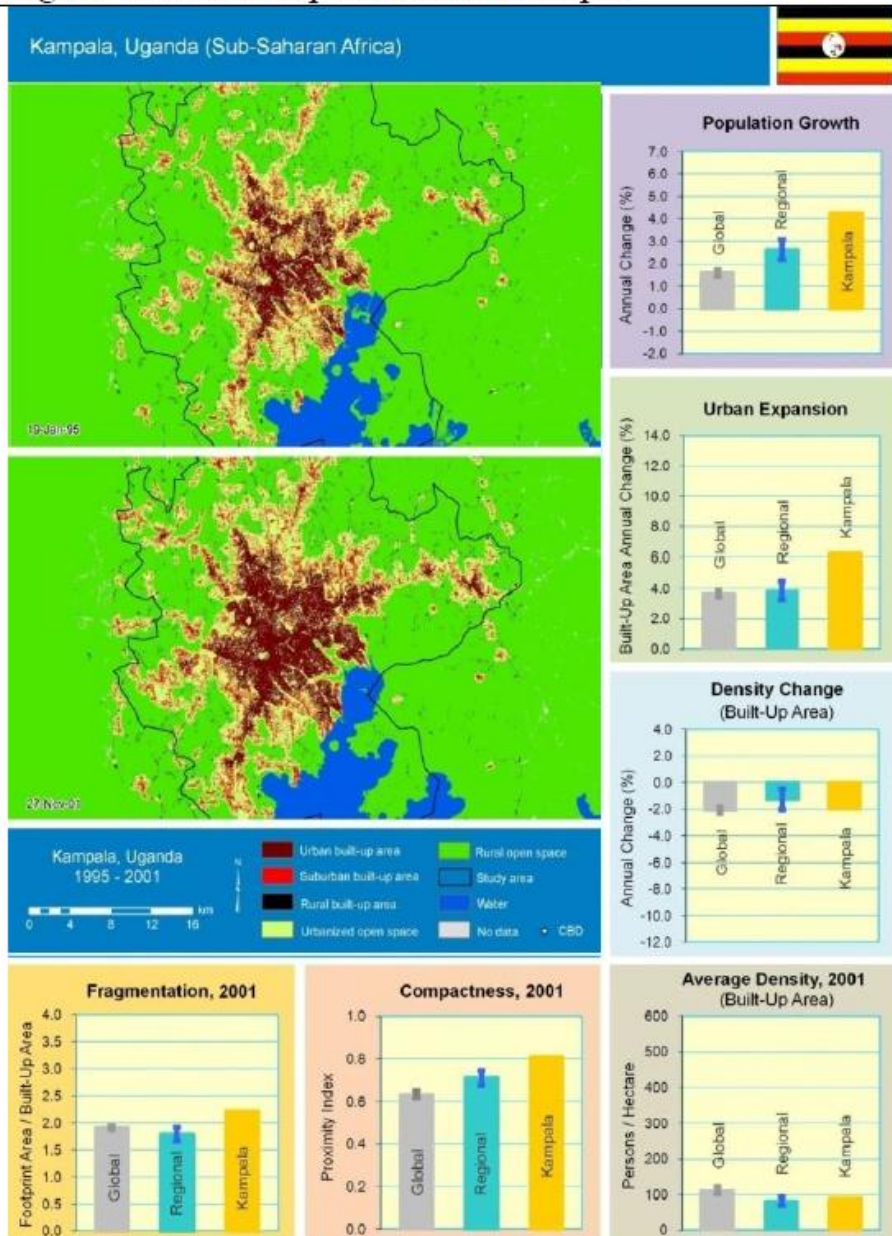 Kampala, Uganda (Sub-Saharan Africa)
19-Jan-95
Kampala, Uganda
1995 - 2001
N
km
0 4 8 12 16
Urban built-up area
Suburban built-up area
Rural built-up area
Urbanized open space
Rural open space
Study area
Water
No data
CBD
Population Growth
Annual Change (%)
7.0
6.0
5.0
4.0
3.0
2.0
1.0
0.0
-1.0
-2.0
Global
Regional
Kampala
Urban Expansion
Built-Up Area Annual Change (%)
14.0
12.0
10.0
8.0
6.0
4.0
2.0
0.0
Global
Regional
Kampala
Density Change
(Built-Up Area)
Annual Change (%)
4.0
2.0
0.0
-2.0
-4.0
-6.0
-8.0
-10.0
-12.0
Global
Regional
Kampala
Fragmentation, 2001
Footprint Area / Built-Up Area
4.0
3.5
3.0
2.5
2.0
1.5
1.0
0.5
0.0
Global
Regional
Kampala
Compactness, 2001
Proximity Index
1.0
0.8
0.6
0.4
0.2
0.0
Global
Regional
Kampala
Average Density, 2001
(Built-Up Area)
Persons / Hectare
600
500
400
300
200
100
0
Global
Regional
Kampala